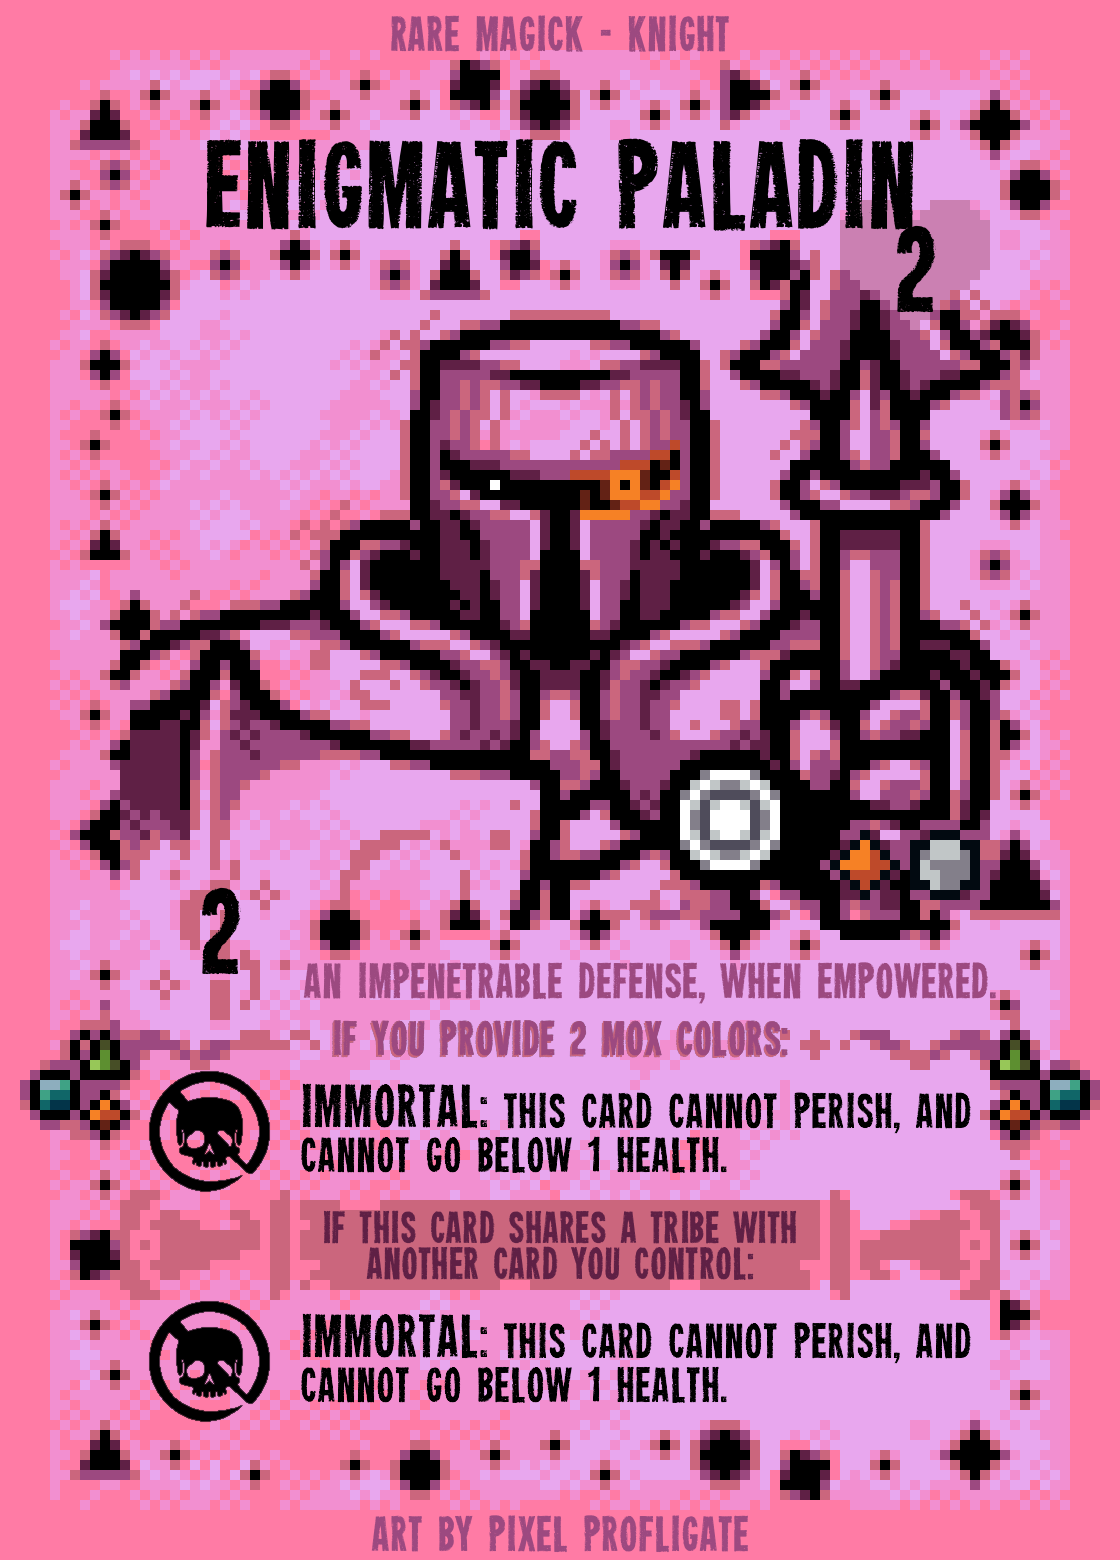 RARE MAGICK - KNIGHT
ENIGMATIC PALADIN
2
2
AN IMPENETRABLE DEFENSE, WHEN EMPOWERED.
IF YOU PROVIDE 2 MOX COLORS:
IMMORTAL: THIS CARD CANNOT PERISH, AND
CANNOT GO BELOW 1 HEALTH.
IF THIS CARD SHARES A TRIBE WITH
ANOTHER CARD YOU CONTROL:
IMMORTAL: THIS CARD CANNOT PERISH, AND
CANNOT GO BELOW 1 HEALTH.
ART BY PIXEL PROFLIGATE